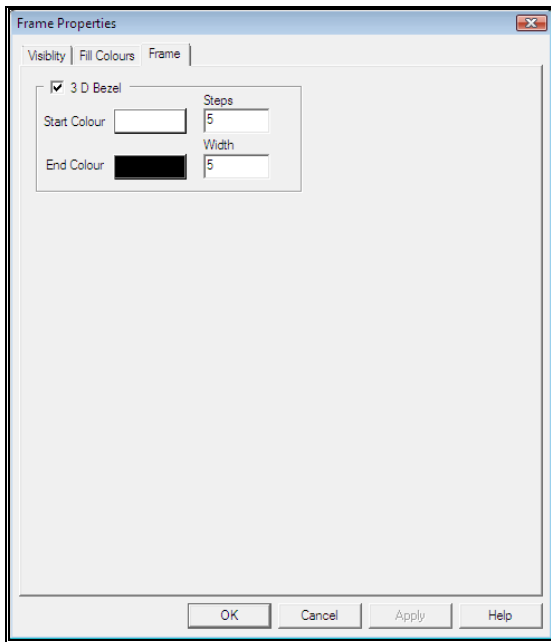 Frame Properties
Visiblity Fill Colours Frame
3 D Bezel
Steps
Start Colour 5
Width
End Colour 5
OK Cancel Apply Help